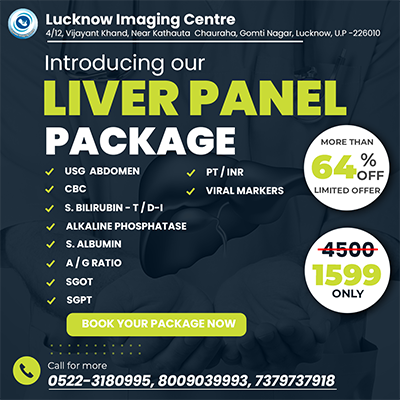 Lucknow Imaging Centre
4/12, Vijayant Khand, Near Kathauta Chauraha, Gomti Nagar, Lucknow, U.P -226010
Introducing our
LIVER PANEL
PACKAGE
USG ABDOMEN
CBC
S. BILIRUBIN - T / D-I
ALKALINE PHOSPHATASE
S. ALBUMIN
A / G RATIO
SGOT
SGPT
PT / INR
VIRAL MARKERS
MORE THAN
64% OFF
LIMITED OFFER
4500
1599
ONLY
BOOK YOUR PACKAGE NOW
Call for more
0522-3180995, 8009039993, 7379737918